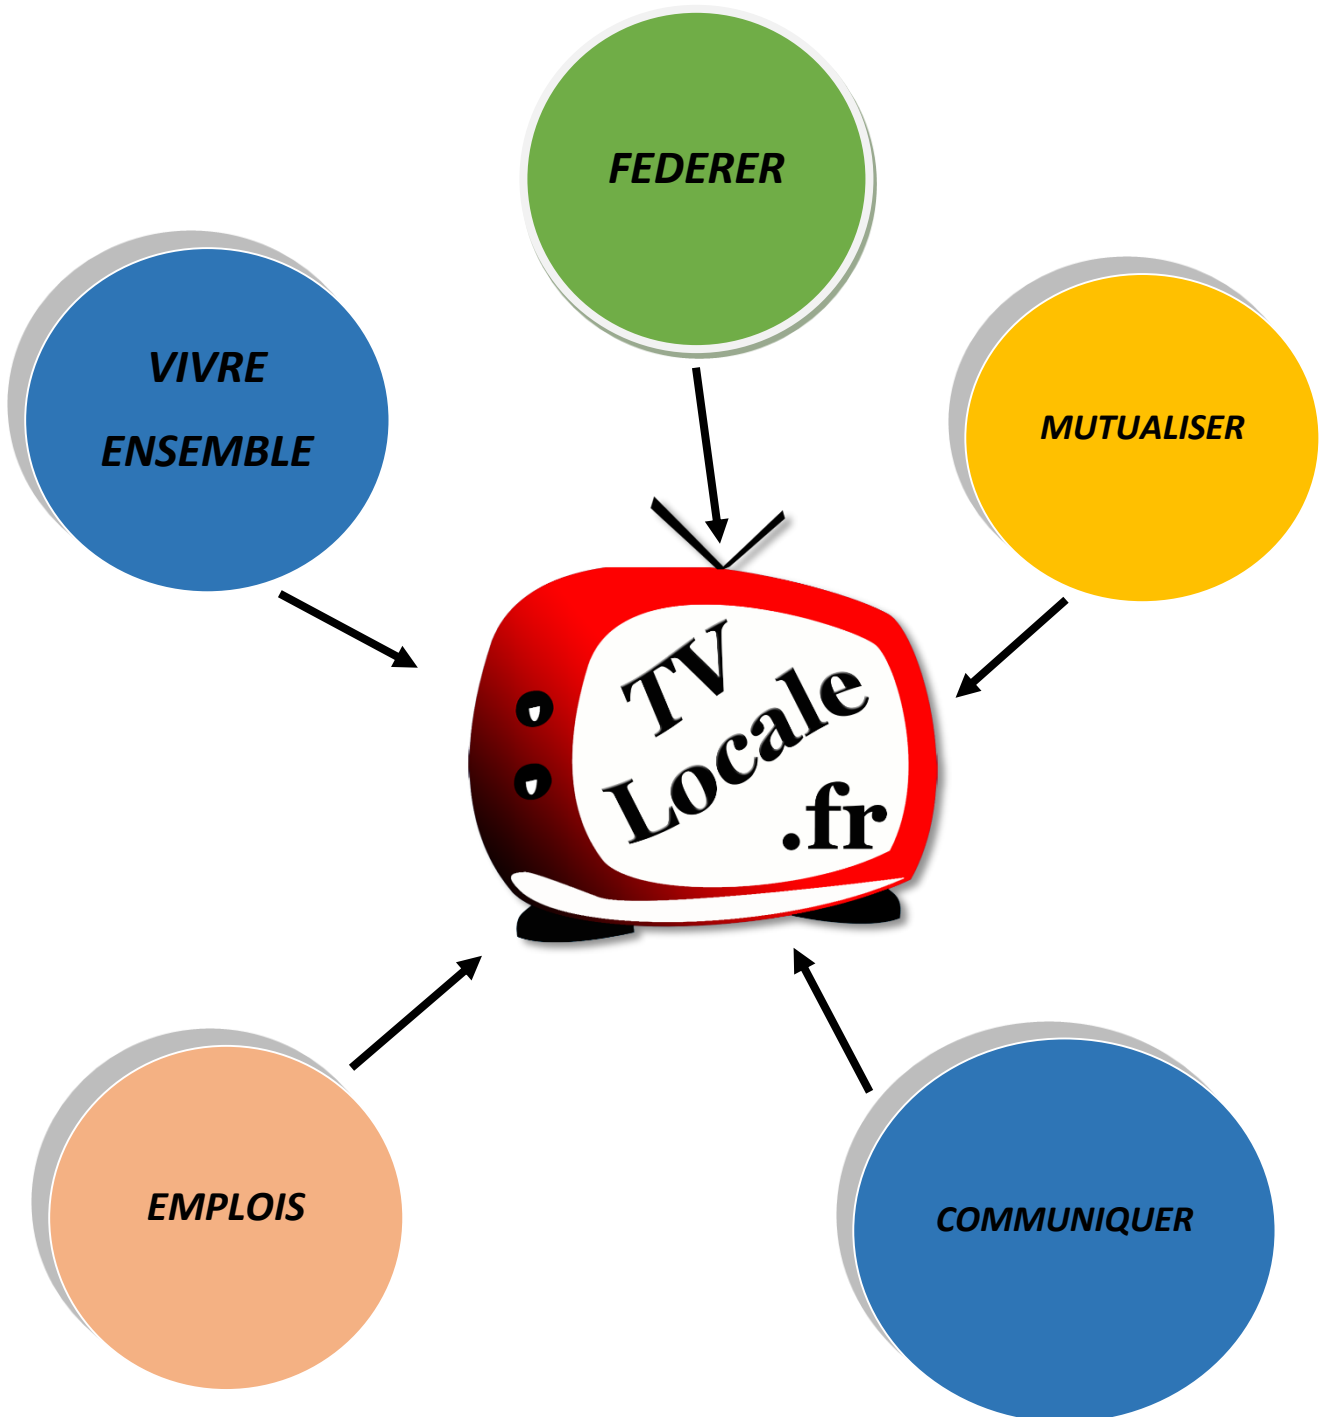 FEDERER
VIVRE
ENSEMBLE
MUTUALISER
TV
Locale
.fr
EMPLOIS
COMMUNIQUER